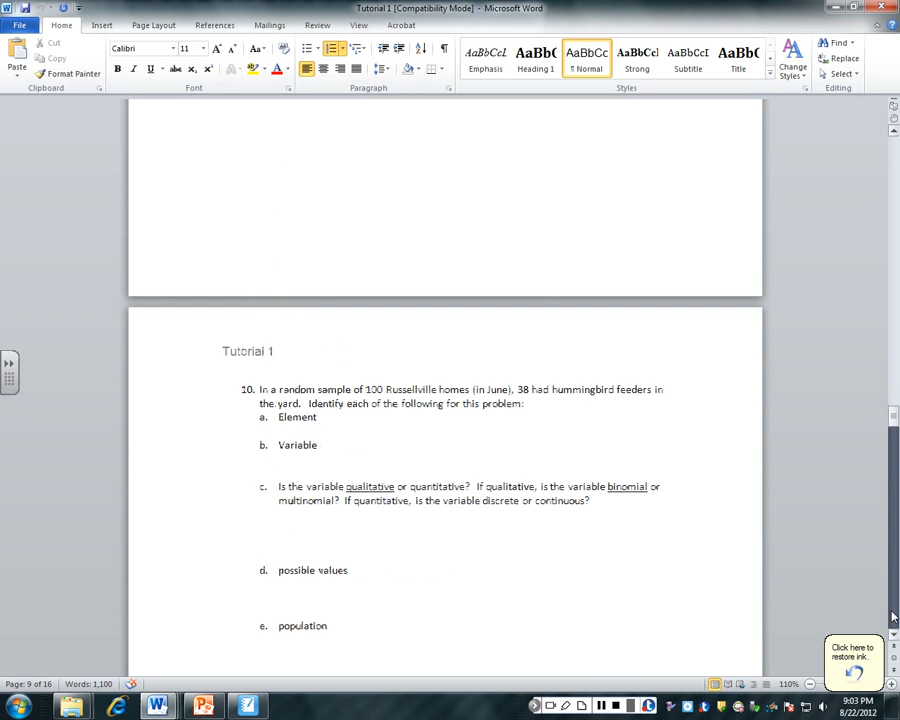 Tutorial 1 [Compatibility Mode] - Microsoft Word
File Home Insert Page Layout References Mailings Review View Acrobat
Cut
Copy
Format Painter
Paste
Clipboard
Calibri 11
Font
Paragraph
AaBbCcI AaBb( AaBbCc AaBbCcl AaBbCcI AaBb(
Emphasis Heading 1 ¶ Normal Strong Subtitle Title
Change Styles
Styles
Find
Replace
Select
Editing
Tutorial 1
10. In a random sample of 100 Russellville homes (in June), 38 had hummingbird feeders in
the yard. Identify each of the following for this problem:
a. Element
b. Variable
c. Is the variable qualitative or quantitative? If qualitative, is the variable binomial or
multinomial? If quantitative, is the variable discrete or continuous?
d. possible values
e. population
Click here to
restore ink.
Page: 9 of 16 Words: 1,100
110%
9:03 PM
8/22/2012